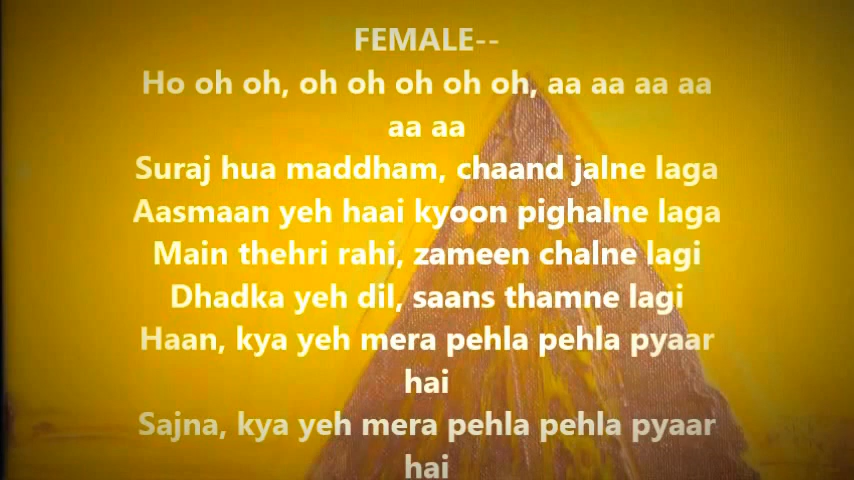 FEMALE--
Ho oh oh, oh oh oh oh oh, aa aa aa aa
aa aa
Suraj hua maddham, chaand jalne laga
Aasmaan yeh haai kyoon pighalne laga
Main thehri rahi, zameen chalne lagi
Dhadka yeh dil, saans thamne lagi
Haan, kya yeh mera pehla pehla pyaar
hai
Sajna, kya yeh mera pehla pehla pyaar
hai